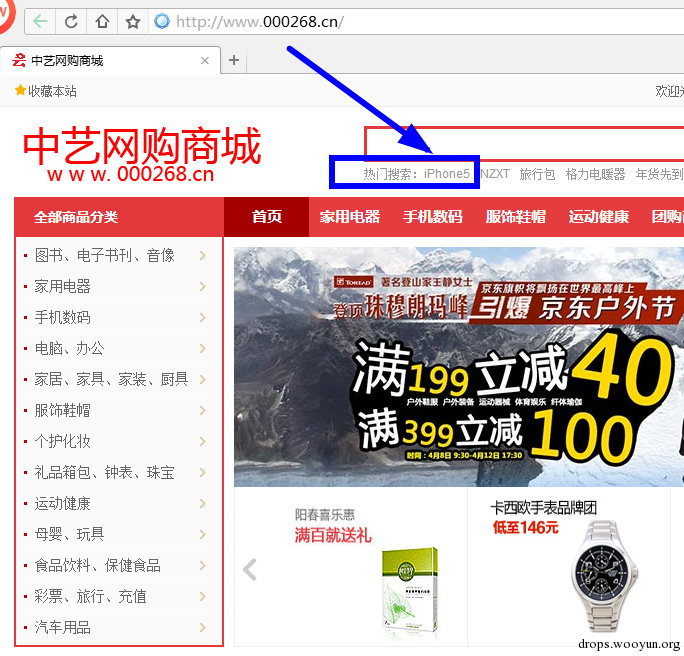 http://www.000268.cn/
中艺网购商城
收藏本站
欢迎
中艺网购商城
www.000268.cn
热门搜索：iPhone5 NZXT 旅行包 格力电暖器 年货先到
全部商品分类 首页 家用电器 手机数码 服饰鞋帽 运动健康 团购
图书、电子书刊、音像
家用电器
手机数码
电脑、办公
家居、家具、家装、厨具
服饰鞋帽
个护化妆
礼品箱包、钟表、珠宝
运动健康
母婴、玩具
食品饮料、保健食品
彩票、旅行、充值
汽车用品
TOREAD 著名登山家王静女士
登顶珠穆朗玛峰
京东旗帜将飘扬在世界最高峰上
引爆 京东户外节
满199立减40
户外鞋服 户外装备 运动器械 体育娱乐 纤体瑜伽
满399立减100
时间：4月8日 9:30-4月12日 17:30
阳春喜乐惠
满百就送礼
卡西欧手表品牌团
低至146元
drops.wooyun.org